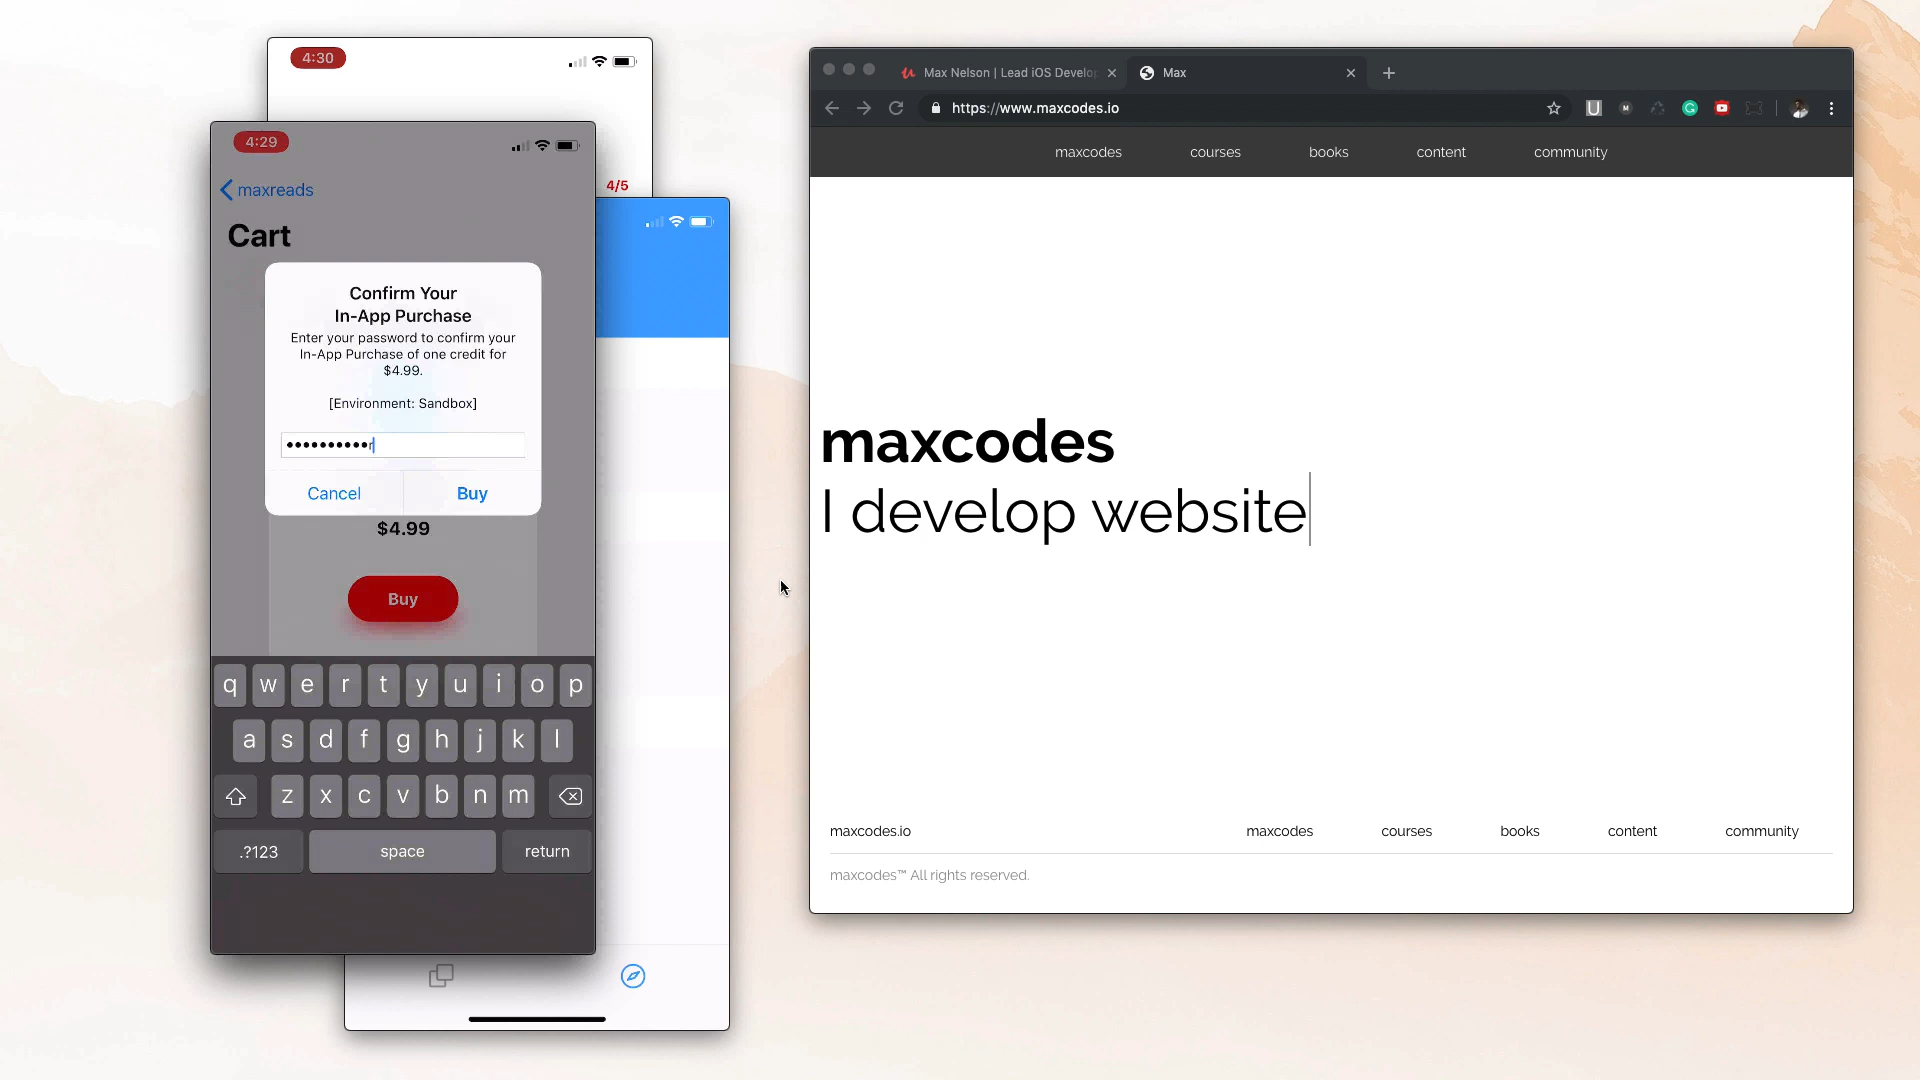 4:30
4/5
4:29
maxreads
Cart
Confirm Your
In-App Purchase
Enter your password to confirm your
In-App Purchase of one credit for
$4.99.
[Environment: Sandbox]
••••••••••r
Cancel
Buy
$4.99
Buy
q w e r t y u i o p
a s d f g h j k l
z x c v b n m
.?123
space
return
Max Nelson | Lead iOS Develop
Max
https://www.maxcodes.io
maxcodes
courses
books
content
community
maxcodes
I develop website
maxcodes.io
maxcodes
courses
books
content
community
maxcodes™ All rights reserved.